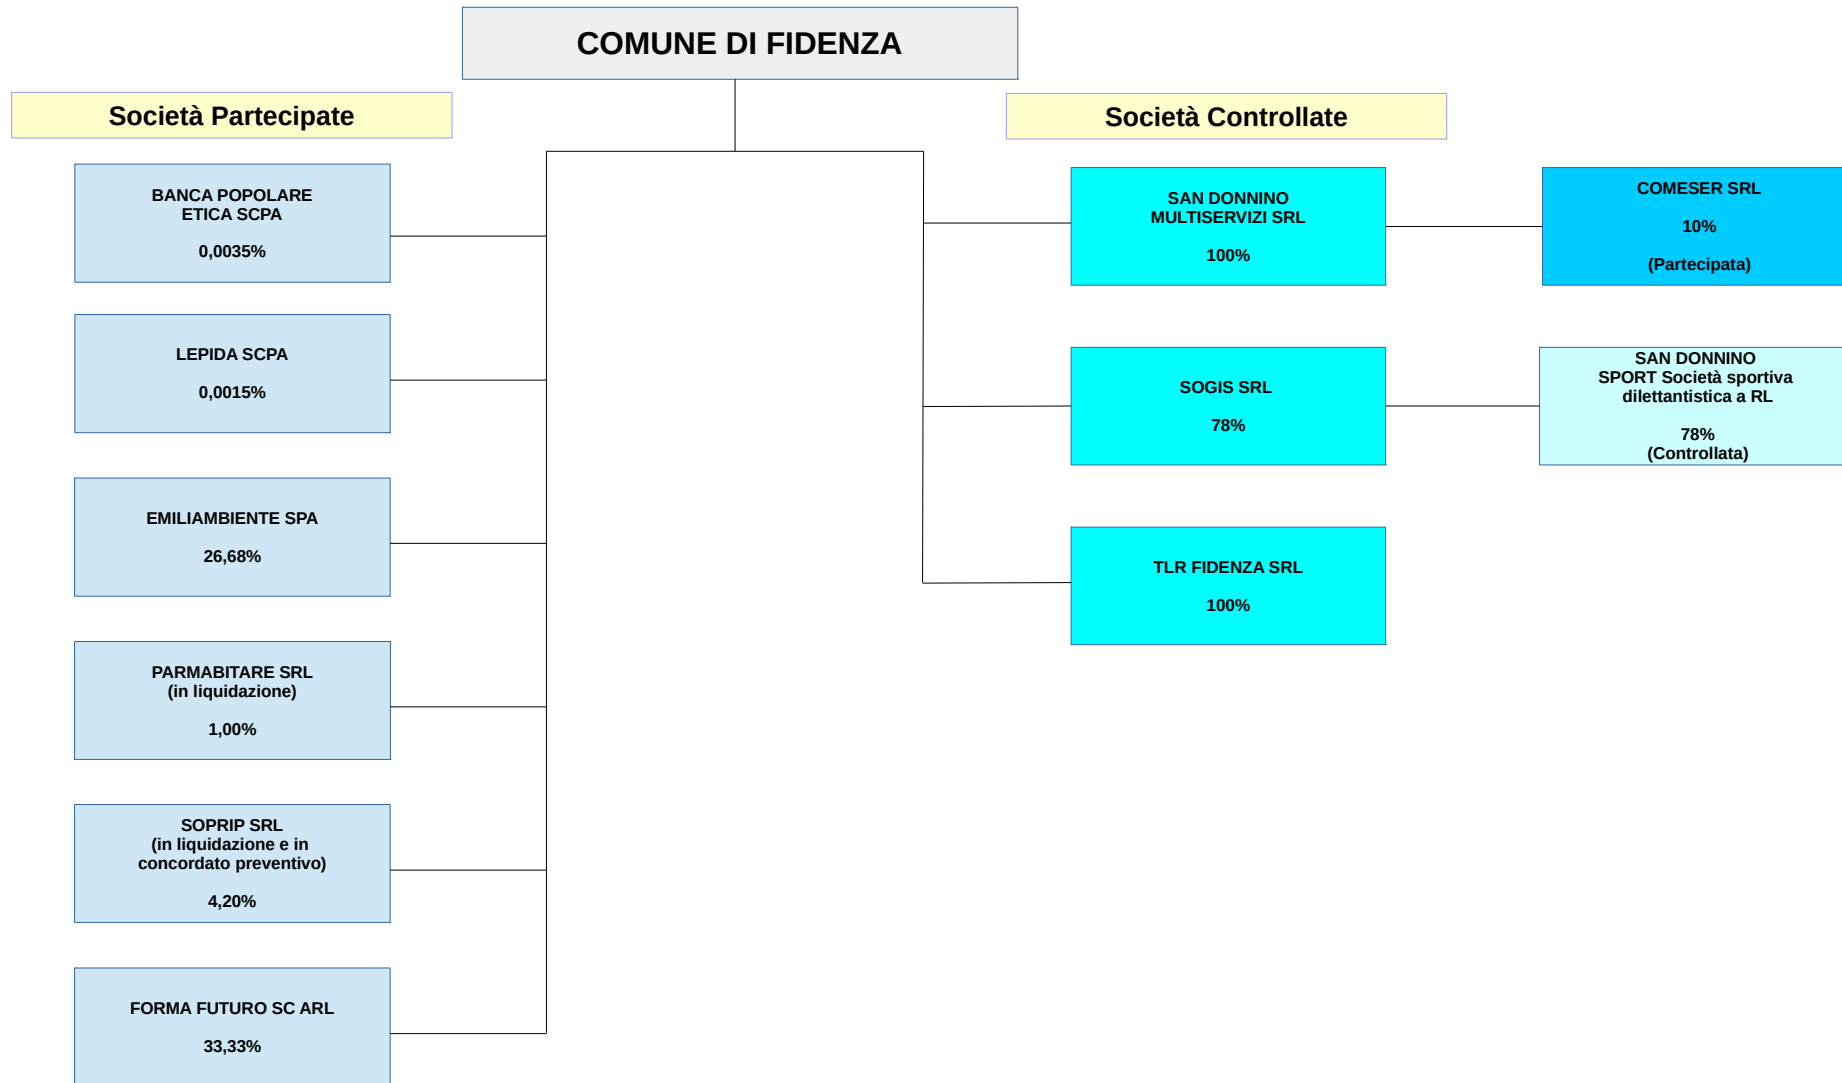 COMUNE DI FIDENZA
Società Partecipate
BANCA POPOLARE
ETICA SCPA
0,0035%
LEPIDA SCPA
0,0015%
EMILIAMBIENTE SPA
26,68%
PARMABITARE SRL
(in liquidazione)
1,00%
SOPRIP SRL
(in liquidazione e in
concordato preventivo)
4,20%
FORMA FUTURO SC ARL
33,33%
Società Controllate
SAN DONNINO
MULTISERVIZI SRL
100%
COMESER SRL
10%
(Partecipata)
SOGIS SRL
78%
SAN DONNINO
SPORT Società sportiva
dilettantistica a RL
78%
(Controllata)
TLR FIDENZA SRL
100%